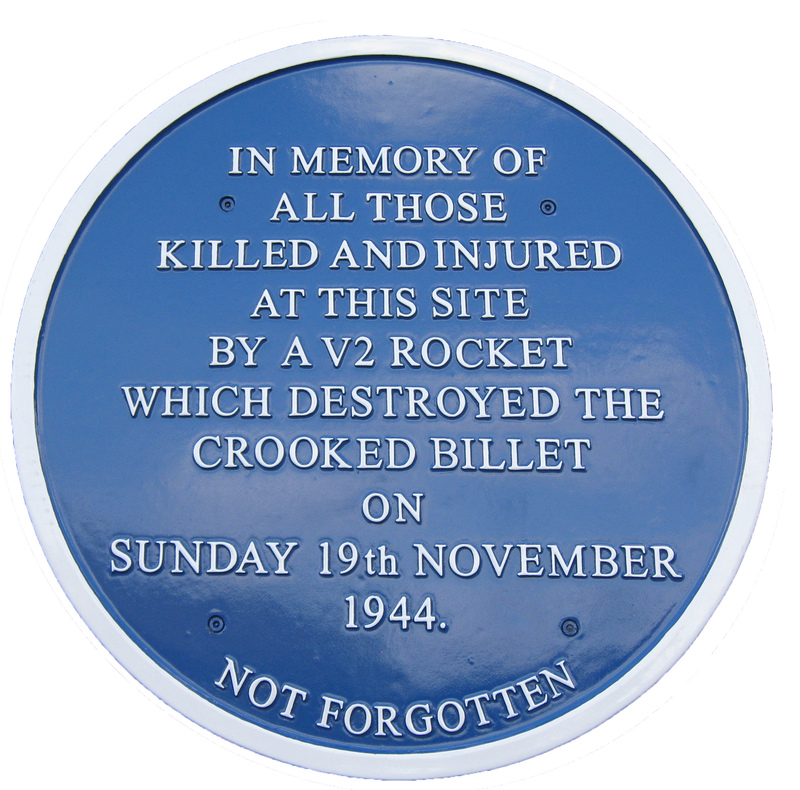 IN MEMORY OF
ALL THOSE
KILLED AND INJURED
AT THIS SITE
BY A V2 ROCKET
WHICH DESTROYED THE
CROOKED BILLET
ON
SUNDAY 19th NOVEMBER
1944.
NOT FORGOTTEN